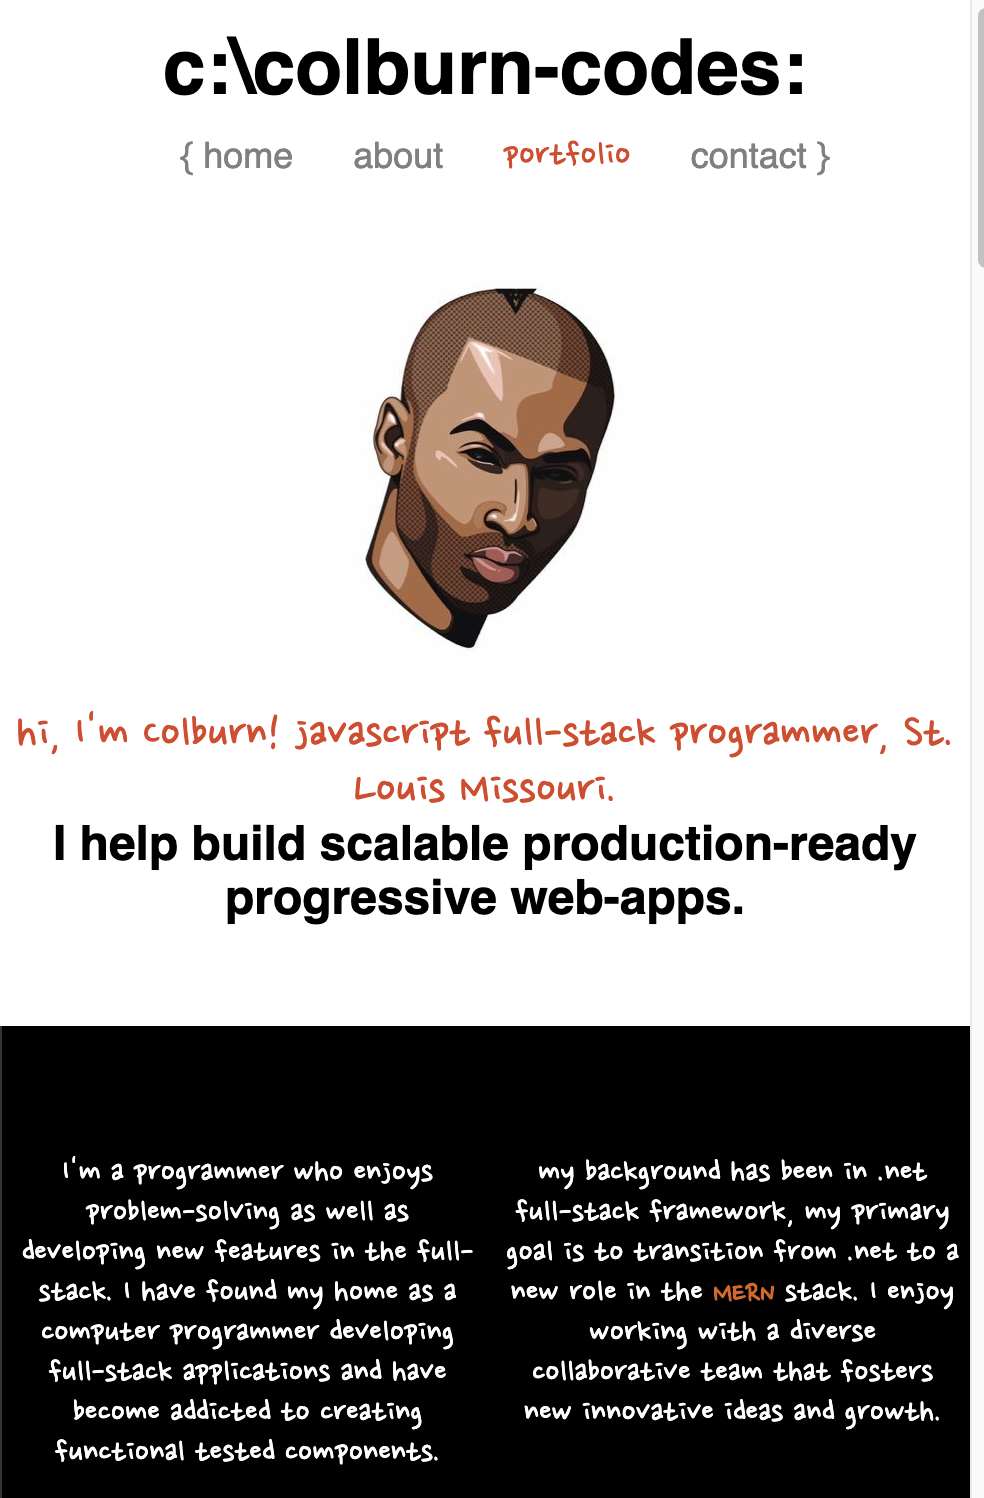 c:\colburn-codes:
{ home about portfolio contact }
hi, I'm colburn! javascript full-stack programmer, St.
Louis Missouri.
I help build scalable production-ready
progressive web-apps.
I'm a programmer who enjoys
problem-solving as well as
developing new features in the full-
stack. I have found my home as a
computer programmer developing
full-stack applications and have
become addicted to creating
functional tested components.
my background has been in .net
full-stack framework, my primary
goal is to transition from .net to a
new role in the MERN stack. I enjoy
working with a diverse
collaborative team that fosters
new innovative ideas and growth.